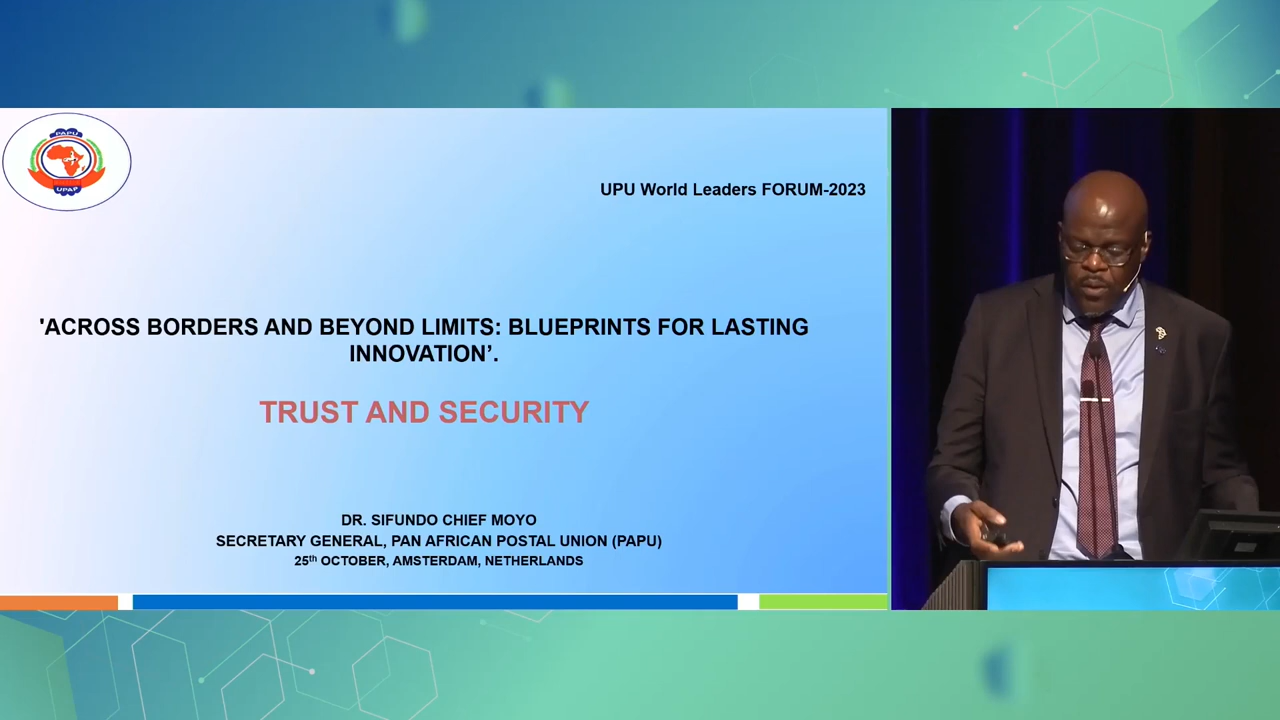 PAPU
UPAP
UPU World Leaders FORUM-2023
'ACROSS BORDERS AND BEYOND LIMITS: BLUEPRINTS FOR LASTING
INNOVATION’.
TRUST AND SECURITY
DR. SIFUNDO CHIEF MOYO
SECRETARY GENERAL, PAN AFRICAN POSTAL UNION (PAPU)
25th OCTOBER, AMSTERDAM, NETHERLANDS